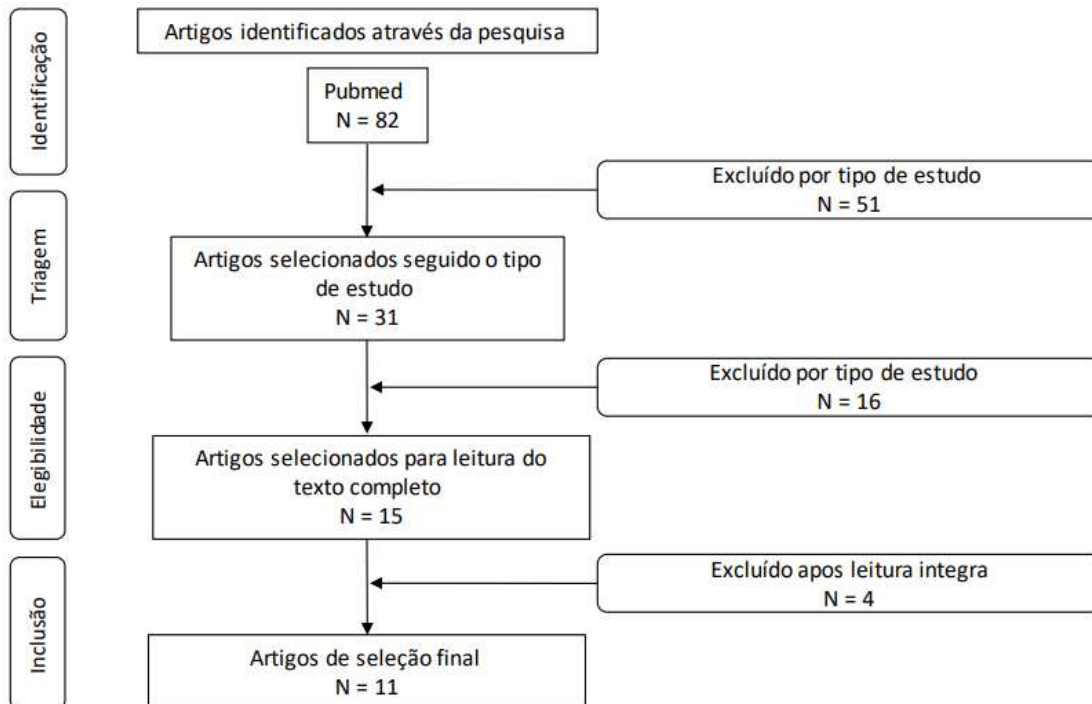 Identificação
Artigos identificados através da pesquisa
Pubmed
N = 82
Excluído por tipo de estudo
N = 51
Triagem
Artigos selecionados seguido o tipo
de estudo
N = 31
Excluído por tipo de estudo
N = 16
Elegibilidade
Artigos selecionados para leitura do
texto completo
N = 15
Excluído apos leitura integra
N = 4
Inclusão
Artigos de seleção final
N = 11